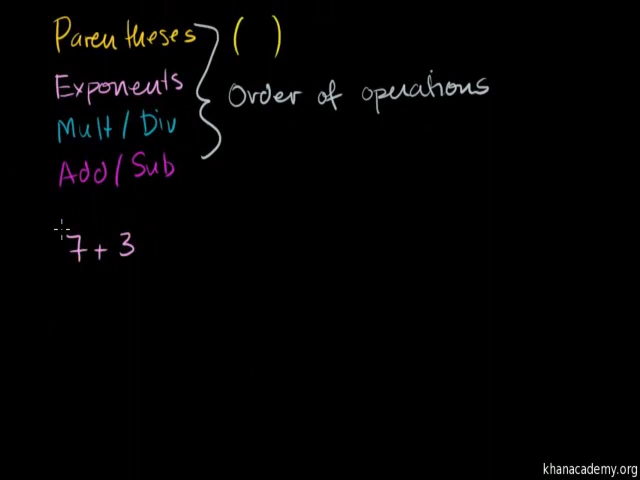 Parentheses ( )
Exponents
Order of operations
Mult / Div
Add / Sub
7 + 3
khanacademy.org